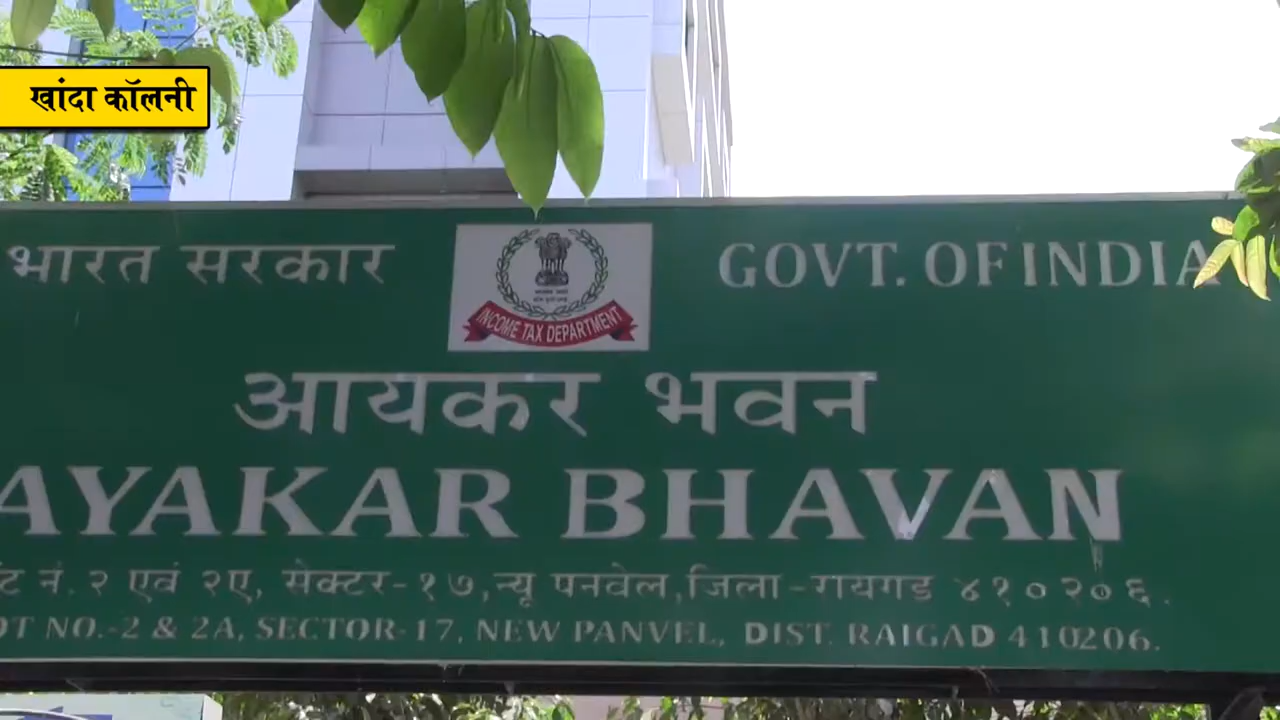 खांदा कॉलनी
भारत सरकार
GOVT. OF INDIA
INCOME TAX DEPARTMENT
आयकर भवन
AYAKAR BHAVAN
नं. २ एवं २ए, सेक्टर-१७,न्यू पनवेल,जिला-रायगड ४१०२०६.
NO.-2 & 2A, SECTOR-17, NEW PANVEL, DIST. RAIGAD 410206.